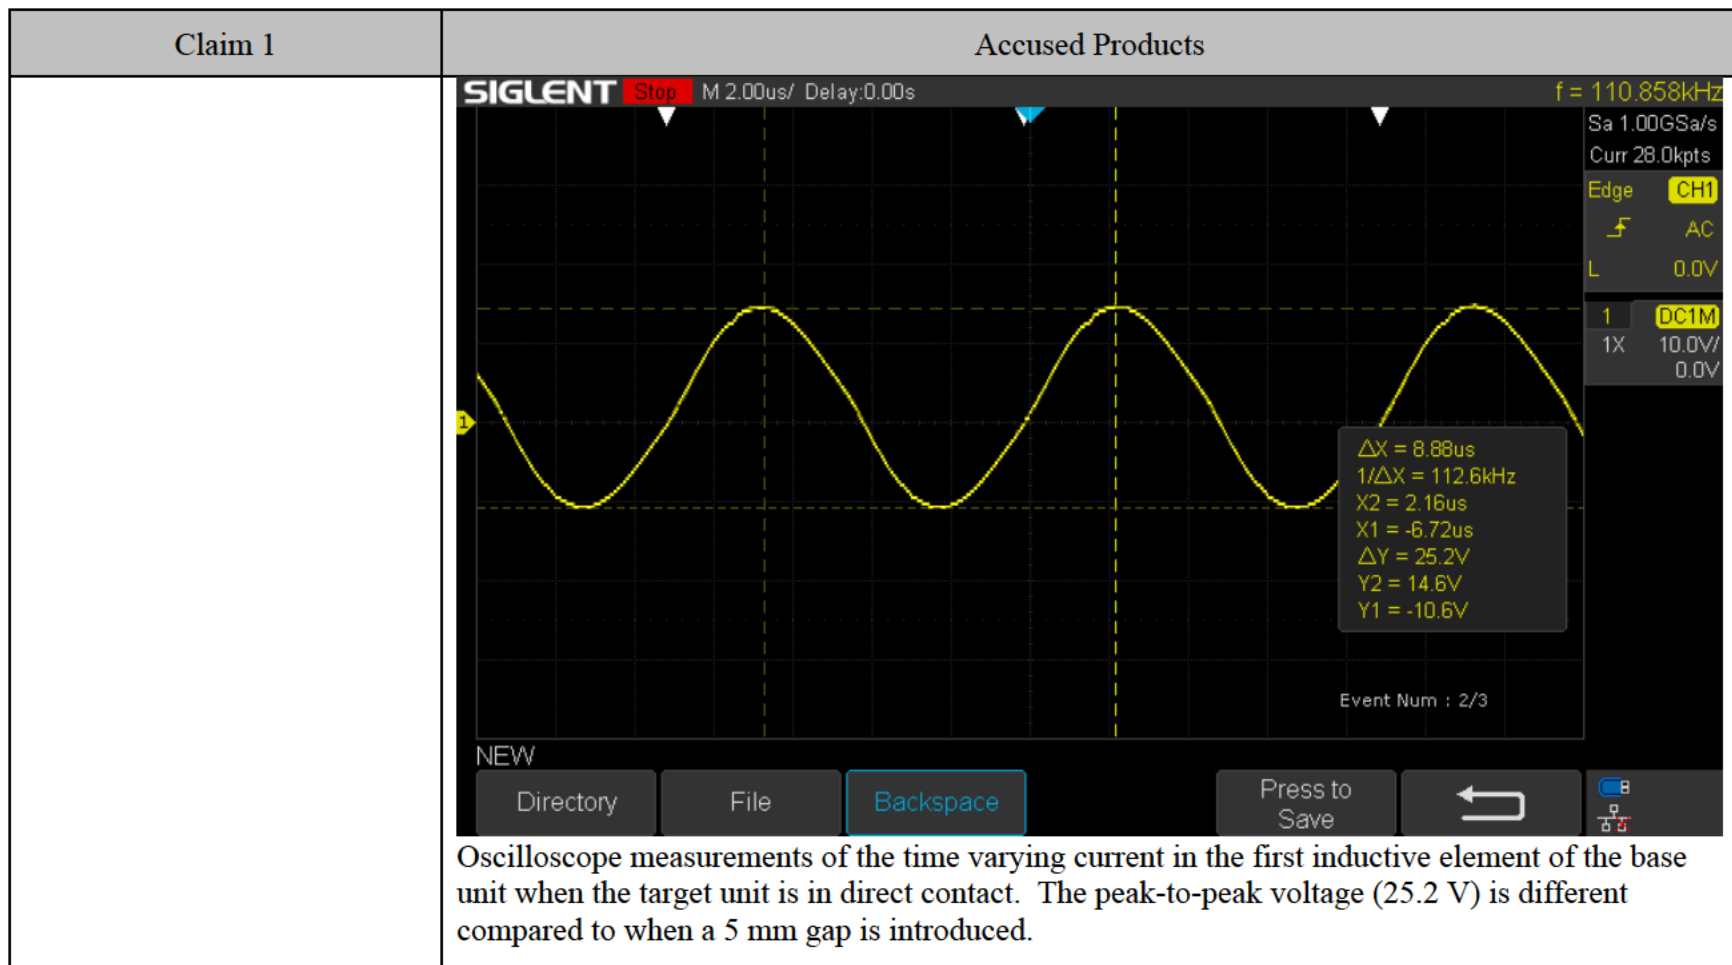 Claim 1
Accused Products
SIGLENT Stop M 2.00us/ Delay:0.00s f = 110.858kHz
Sa 1.00GSa/s
Curr 28.0kpts
Edge CH1
AC
L 0.0V
1 DC1M
1X 10.0V/
0.0V
1
ΔX = 8.88us
1/ΔX = 112.6kHz
X2 = 2.16us
X1 = -6.72us
ΔY = 25.2V
Y2 = 14.6V
Y1 = -10.6V
Event Num : 2/3
NEW
Directory
File
Backspace
Press to
Save
Oscilloscope measurements of the time varying current in the first inductive element of the base
unit when the target unit is in direct contact.  The peak-to-peak voltage (25.2 V) is different
compared to when a 5 mm gap is introduced.